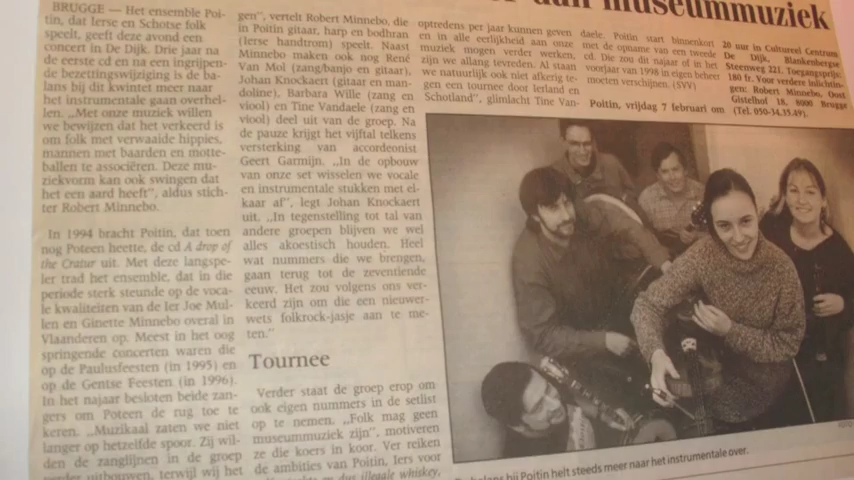 museummuziek
BRUGGE — Het ensemble Poi-
tin, dat Ierse en Schotse folk
speelt, geeft deze avond een
concert in De Dijk. Drie jaar na
de eerste cd en na een ingrijpen-
de bezettingswijziging is de ba-
lans bij dit kwintet meer naar
het instrumentale gaan overhel-
len. „Met onze muziek willen
we bewijzen dat het verkeerd is
om folk met verwaaide hippies,
mannen met baarden en motte-
ballen te associëren. Deze mu-
ziekvorm kan ook swingen dat
het een aard heeft", aldus stich-
ter Robert Minnebo.
In 1994 bracht Poitin, dat toen
nog Poteen heette, de cd A drop of
the Cratur uit. Met deze langspe-
ler trad het ensemble, dat in die
periode sterk steunde op de voca-
le kwaliteiten van de Ier Joe Mul-
len en Ginette Minnebo overal in
Vlaanderen op. Meest in het oog
springende concerten waren die
op de Paulusfeesten (in 1995) en
op de Gentse Feesten (in 1996).
In het najaar besloten beide zan-
gers om Poteen de rug toe te
keren. „Muzikaal zaten we niet
langer op hetzelfde spoor. Zij wil-
den de zanglijnen in de groep
verder uitbouwen, terwijl wij het
gen", vertelt Robert Minnebo, die
in Poitin gitaar, harp en bodhran
(Ierse handtrom) speelt. Naast
Minnebo maken ook nog René
Van Mol (zang/banjo en gitaar),
Johan Knockaert (gitaar en man-
doline), Barbara Wille (zang en
viool) en Tine Vandaele (zang en
viool) deel uit van de groep. Na
de pauze krijgt het vijftal telkens
versterking van accordeonist
Geert Garmijn. „In de opbouw
van onze set wisselen we vocale
en instrumentale stukken met el-
kaar af", legt Johan Knockaert
uit. „In tegenstelling tot tal van
andere groepen blijven we wel
alles akoestisch houden. Heel
wat nummers die we brengen,
gaan terug tot de zeventiende
eeuw. Het zou volgens ons ver-
keerd zijn om die een nieuwer-
wets folkrock-jasje aan te me-
ten."
Tournee
Verder staat de groep erop om
ook eigen nummers in de setlist
op te nemen. „Folk mag geen
museummuziek zijn", motiveren
ze die koers in koor. Ver reiken
de ambities van Poitin, Iers voor
dus illegale whiskey,
optredens per jaar kunnen geven
en in alle eerlijkheid aan onze
muziek mogen verder werken,
zijn we allang tevreden. Al staan
we natuurlijk ook niet afkerig te-
gen een tournee door Ierland en
Schotland", glimlacht Tine Van-
daele. Poitin start binnenkort
met de opname van een tweede
cd. Die zou dit najaar of in het
voorjaar van 1998 in eigen beheer
moeten verschijnen. (SVV)
Poitin, vrijdag 7 februari om
20 uur in Cultureel Centrum
De Dijk, Blankenbergse
Steenweg 221. Toegangsprijs:
180 fr. Voor verdere inlichtin-
gen: Robert Minnebo, Oost
Gistelhof 18, 8000 Brugge
(Tel. 050-34.35.49).
balans bij Poitin helt steeds meer naar het instrumentale over.